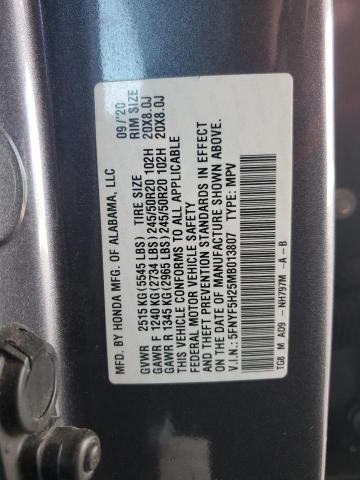 MFD. BY HONDA MFG. OF ALABAMA, LLC 09/'20
TIRE SIZE RIM SIZE
GVWR 2515 KG(5545 LBS)
GAWR F 1240 KG (2734 LBS) 245/50R20 102H 20X8.0J
GAWR R 1345 KG(2965 LBS) 245/50R20 102H 20X8.0J
THIS VEHICLE CONFORMS TO ALL APPLICABLE
FEDERAL MOTOR VEHICLE SAFETY
AND THEFT PREVENTION STANDARDS IN EFFECT
ON THE DATE OF MANUFACTURE SHOWN ABOVE.
V.I.N.: 5FNYF5H25MB013807 TYPE: MPV
TG8 M A09 - NH797M -A -B